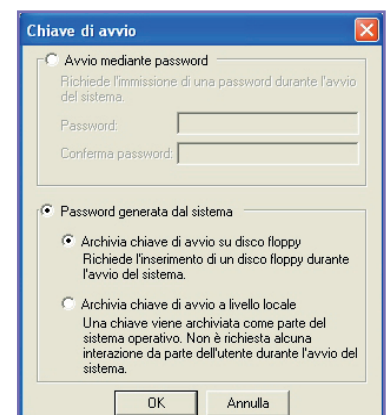 Chiave di avvio
Avvio mediante password
Richiede l'immissione di una password durante l'avvio
del sistema.
Password:
Conferma password:
Password generata dal sistema
Archivia chiave di avvio su disco floppy
Richiede l'inserimento di un disco floppy durante
l'avvio del sistema.
Archivia chiave di avvio a livello locale
Una chiave viene archiviata come parte del
sistema operativo. Non è richiesta alcuna
interazione da parte dell'utente durante l'avvio del
sistema.
OK
Annulla